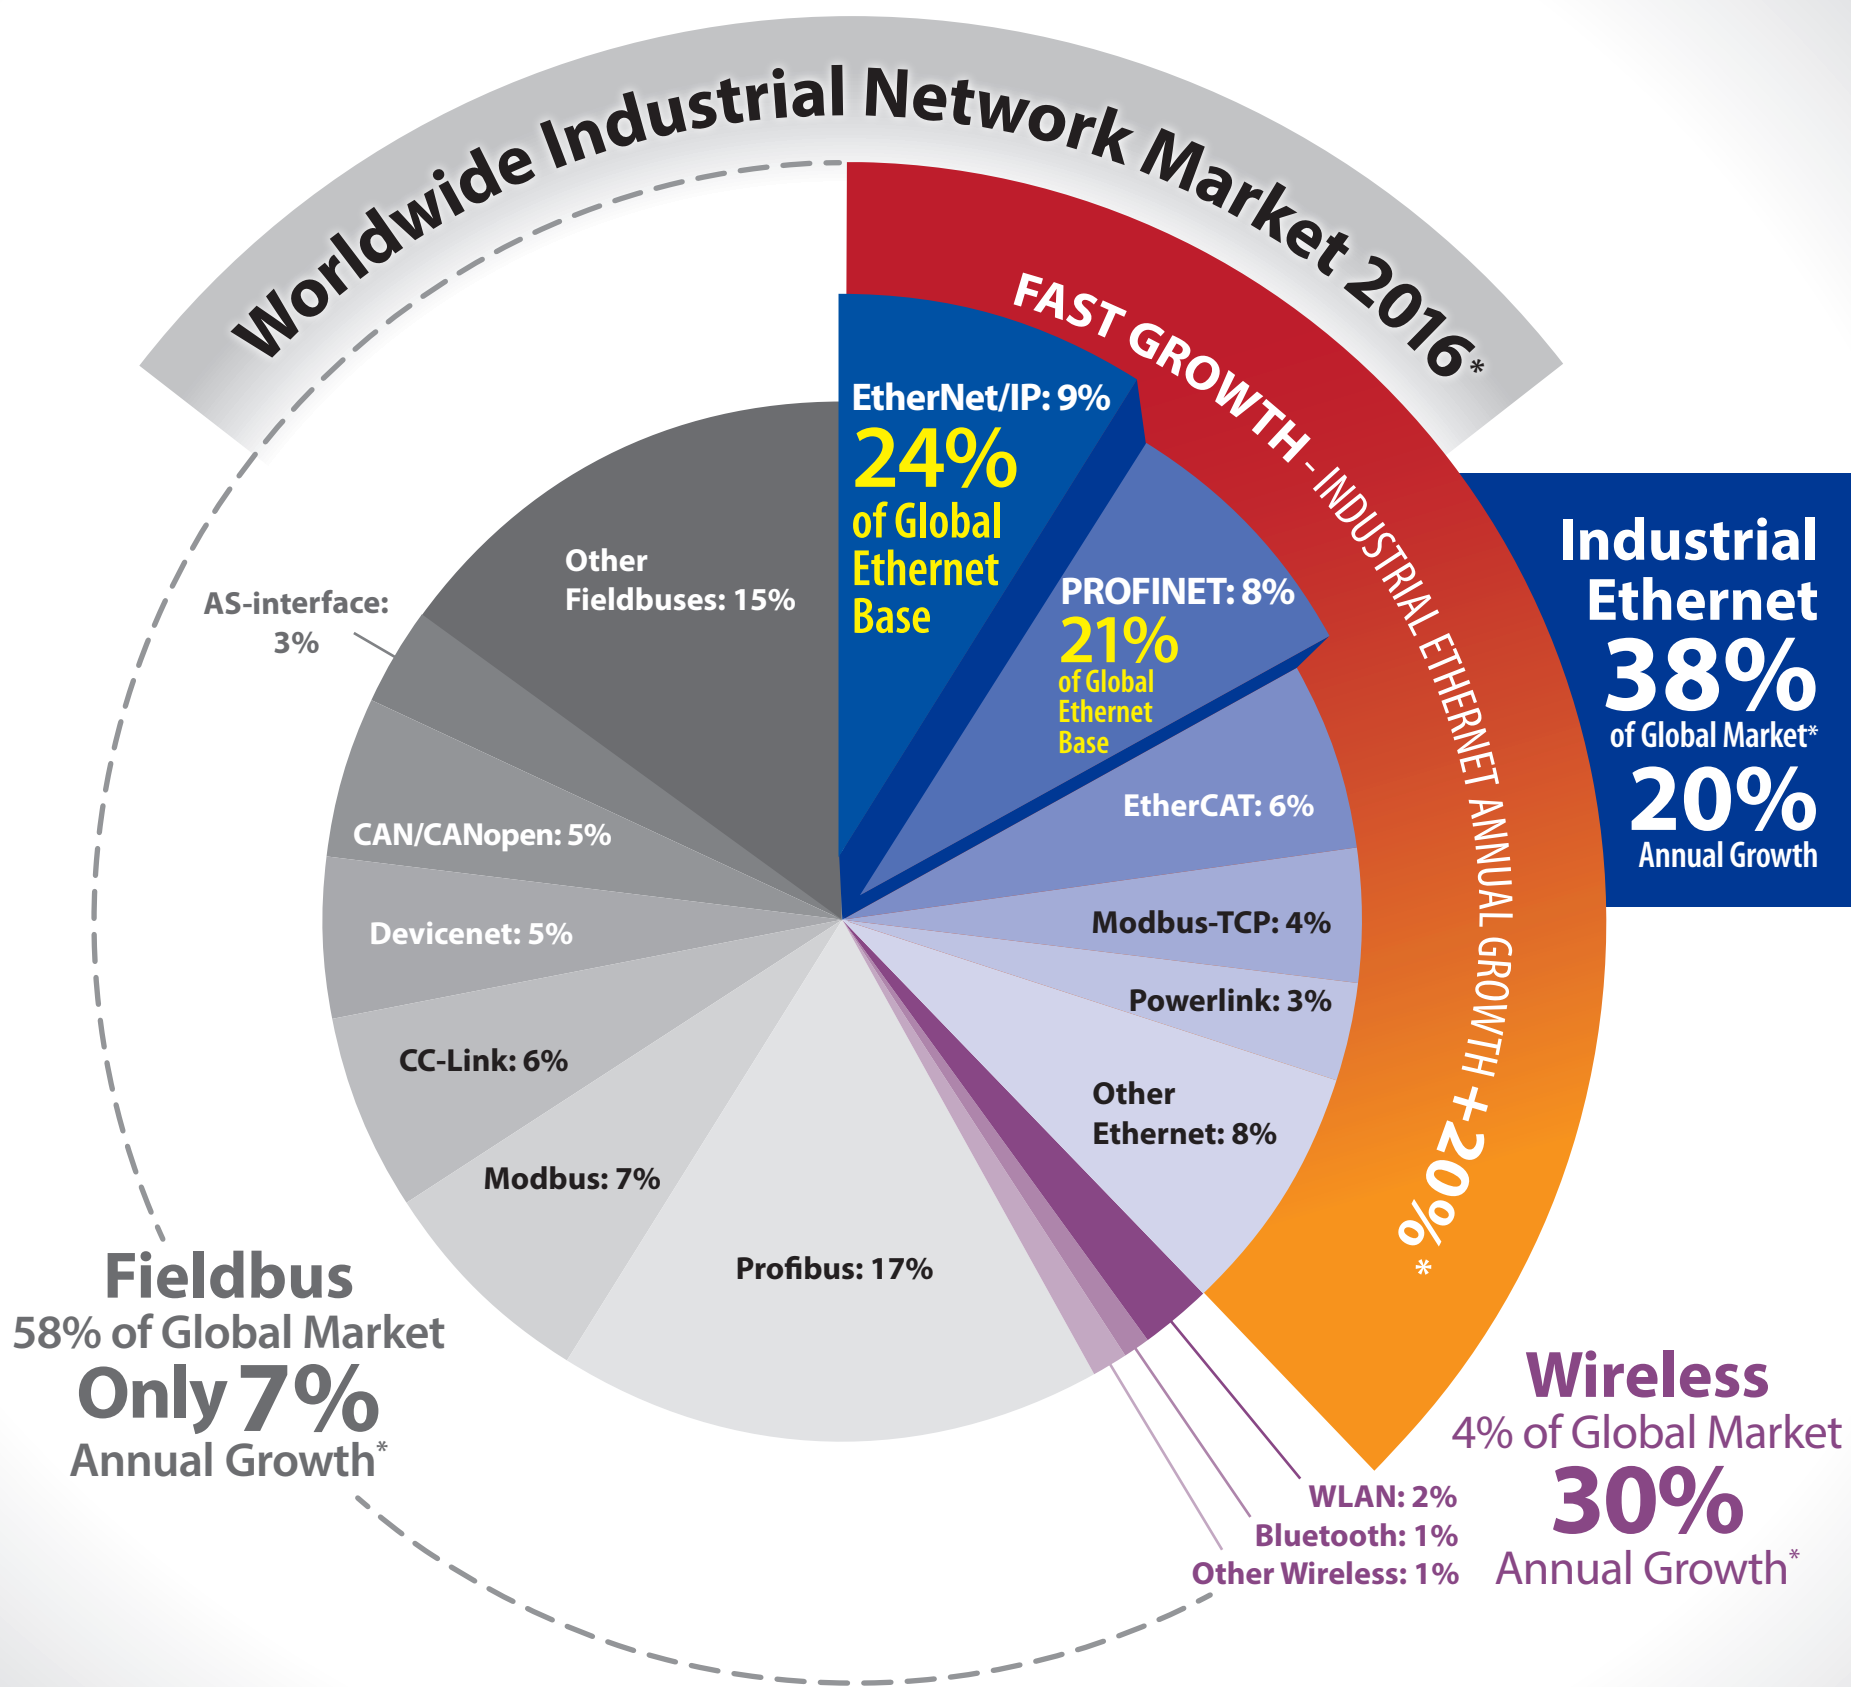 Worldwide Industrial Network Market 2016*
FAST GROWTH - INDUSTRIAL ETHERNET ANNUAL GROWTH +20%*
EtherNet/IP: 9%
24%
of Global
Ethernet
Base
PROFINET: 8%
21%
of Global
Ethernet
Base
EtherCAT: 6%
Modbus-TCP: 4%
Powerlink: 3%
Other
Ethernet: 8%
Industrial
Ethernet
38%
of Global Market*
20%
Annual Growth
Other
Fieldbuses: 15%
AS-interface:
3%
CAN/CANopen: 5%
Devicenet: 5%
CC-Link: 6%
Modbus: 7%
Profibus: 17%
Fieldbus
58% of Global Market
Only 7%
Annual Growth*
WLAN: 2%
Bluetooth: 1%
Other Wireless: 1%
Wireless
4% of Global Market
30%
Annual Growth*